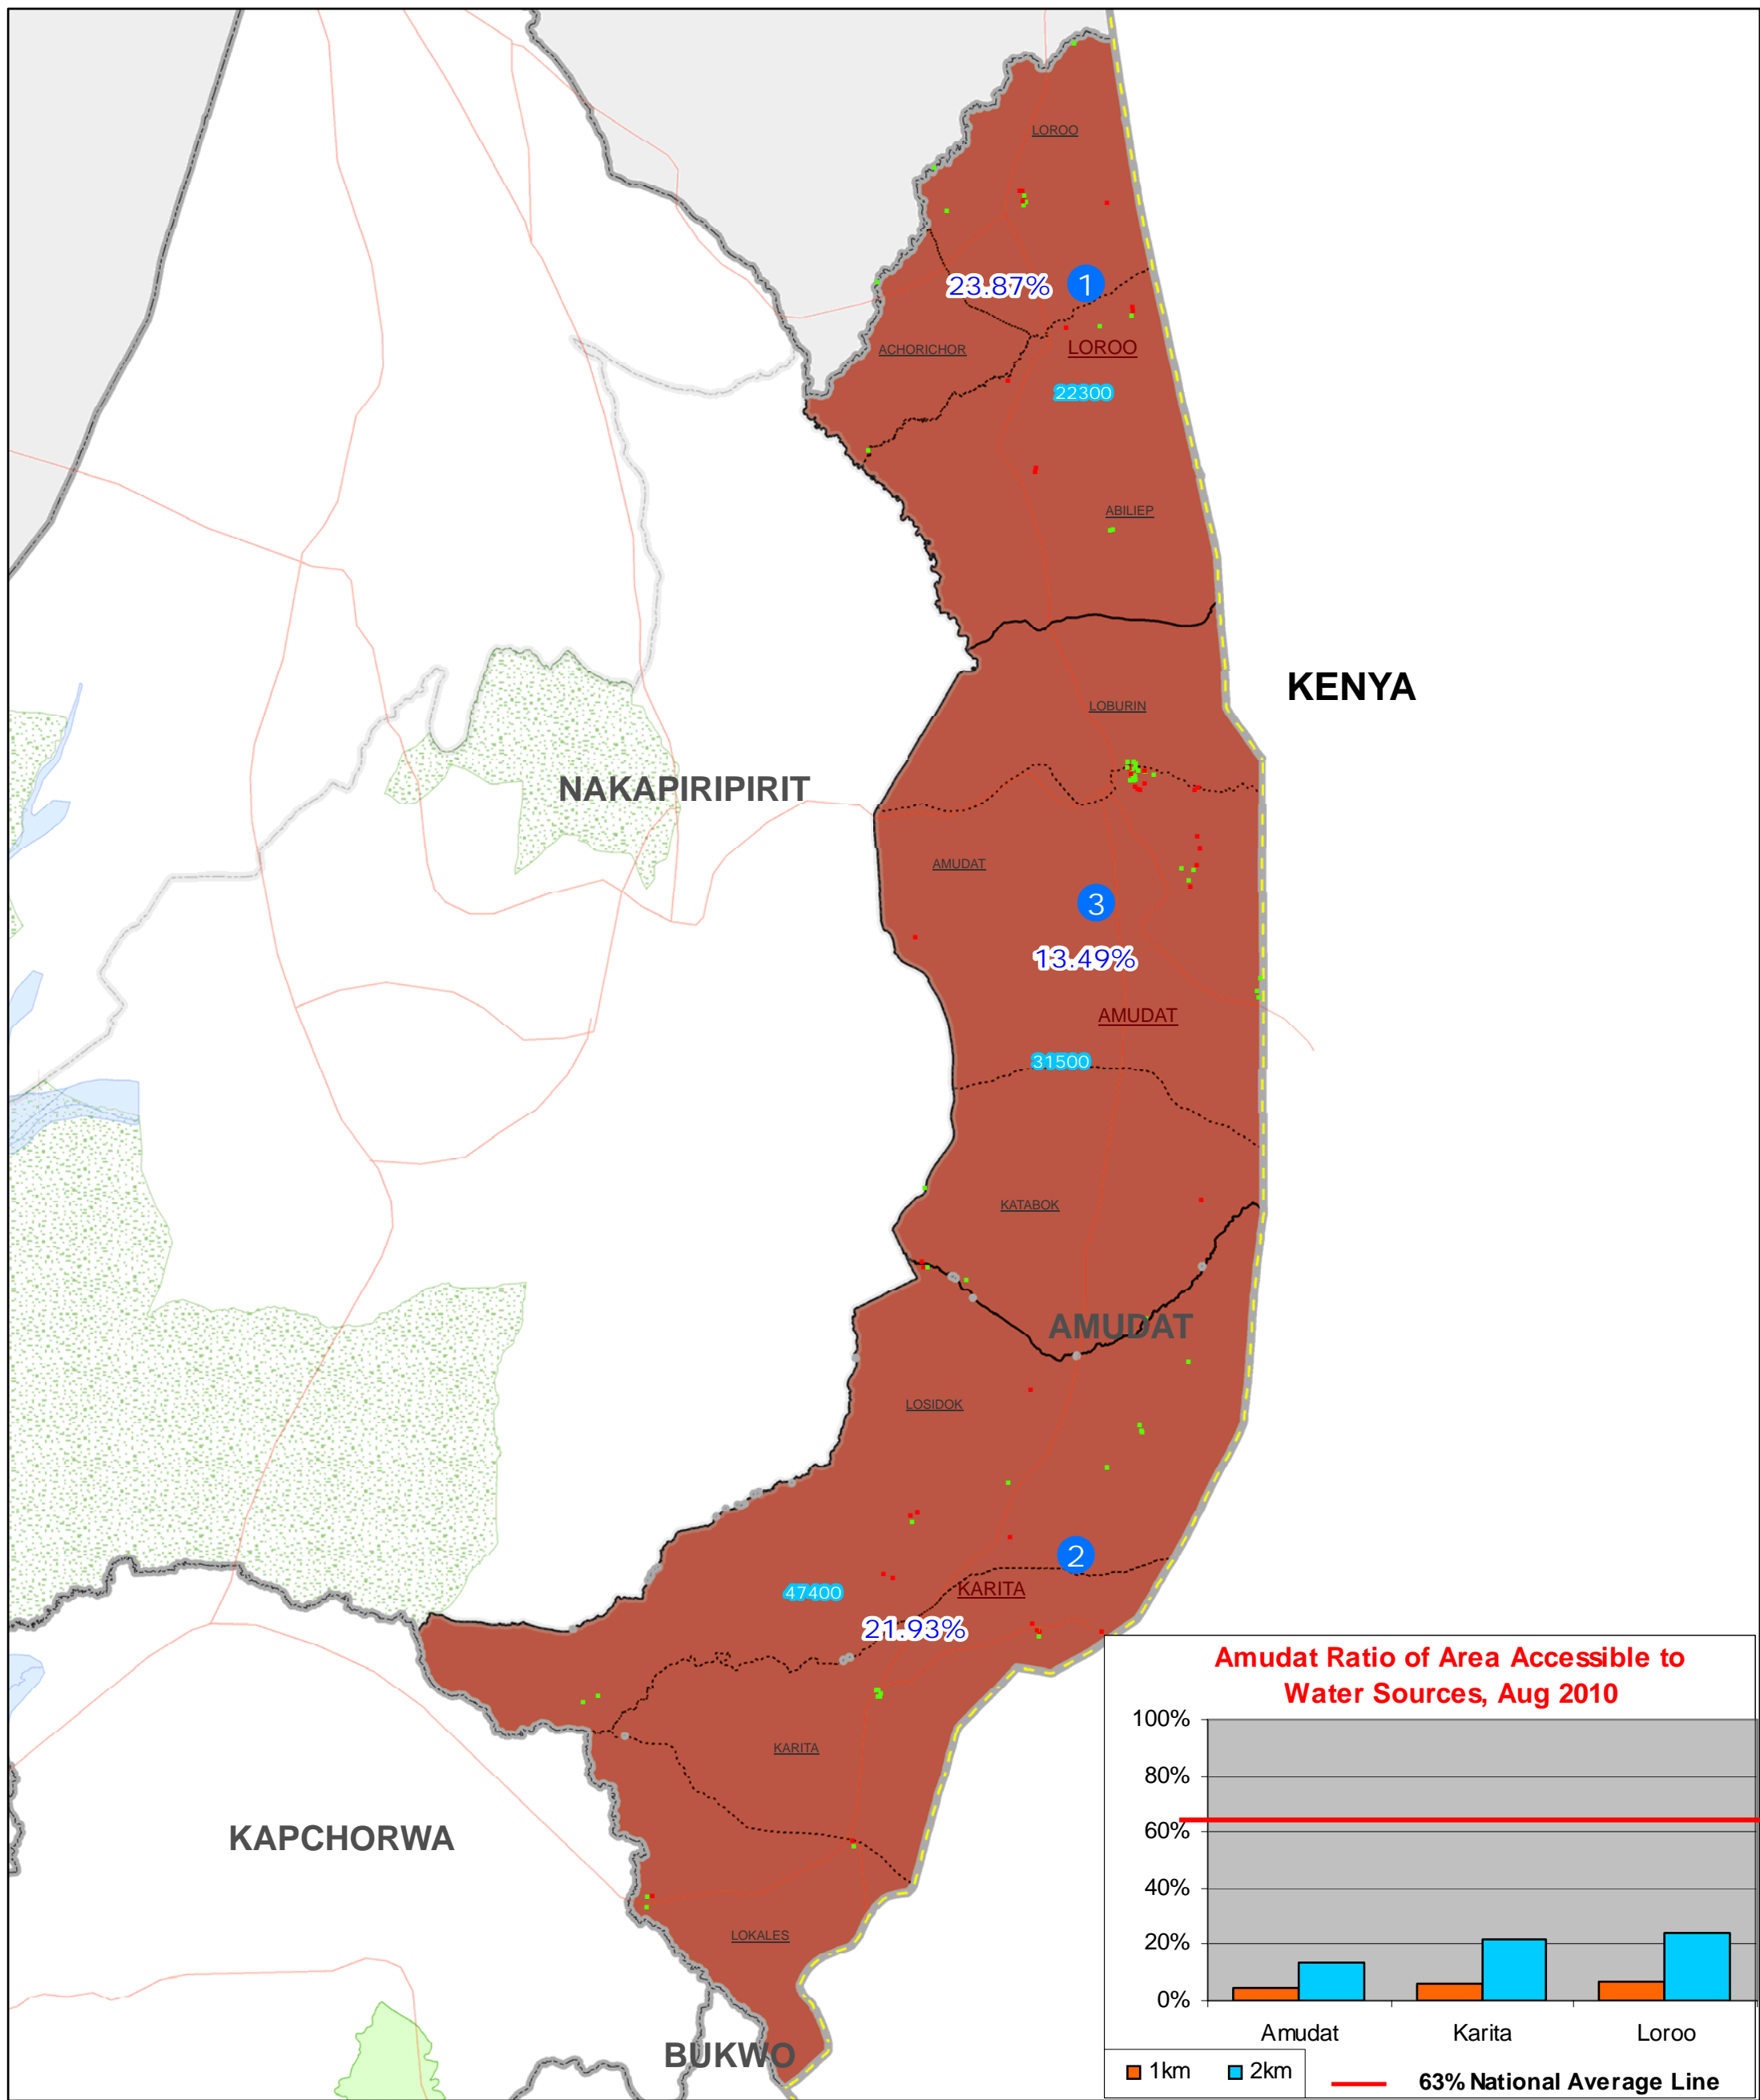 LOROO
23.87%
1
ACHORICHOR
LOROO
22300
ABILIEP
KENYA
LOBURIN
NAKAPIRIPIRIT
AMUDAT
3
13.49%
AMUDAT
31500
KATABOK
AMUDAT
LOSIDOK
2
47400
KARITA
21.93%
KARITA
KAPCHORWA
LOKALES
BUKWO
Amudat Ratio of Area Accessible to
Water Sources, Aug 2010
100%
80%
60%
40%
20%
0%
Amudat
Karita
Loroo
1km
2km
63% National Average Line